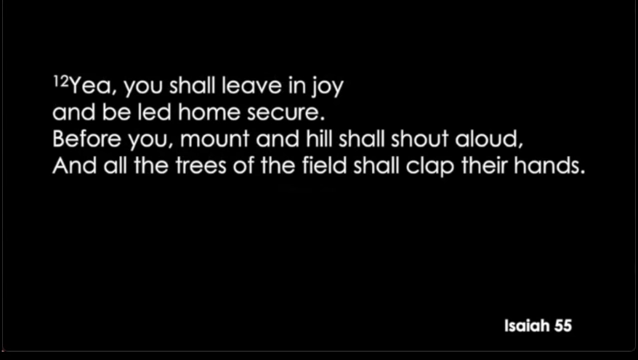 ¹²Yea, you shall leave in joy
and be led home secure.
Before you, mount and hill shall shout aloud,
And all the trees of the field shall clap their hands.
Isaiah 55